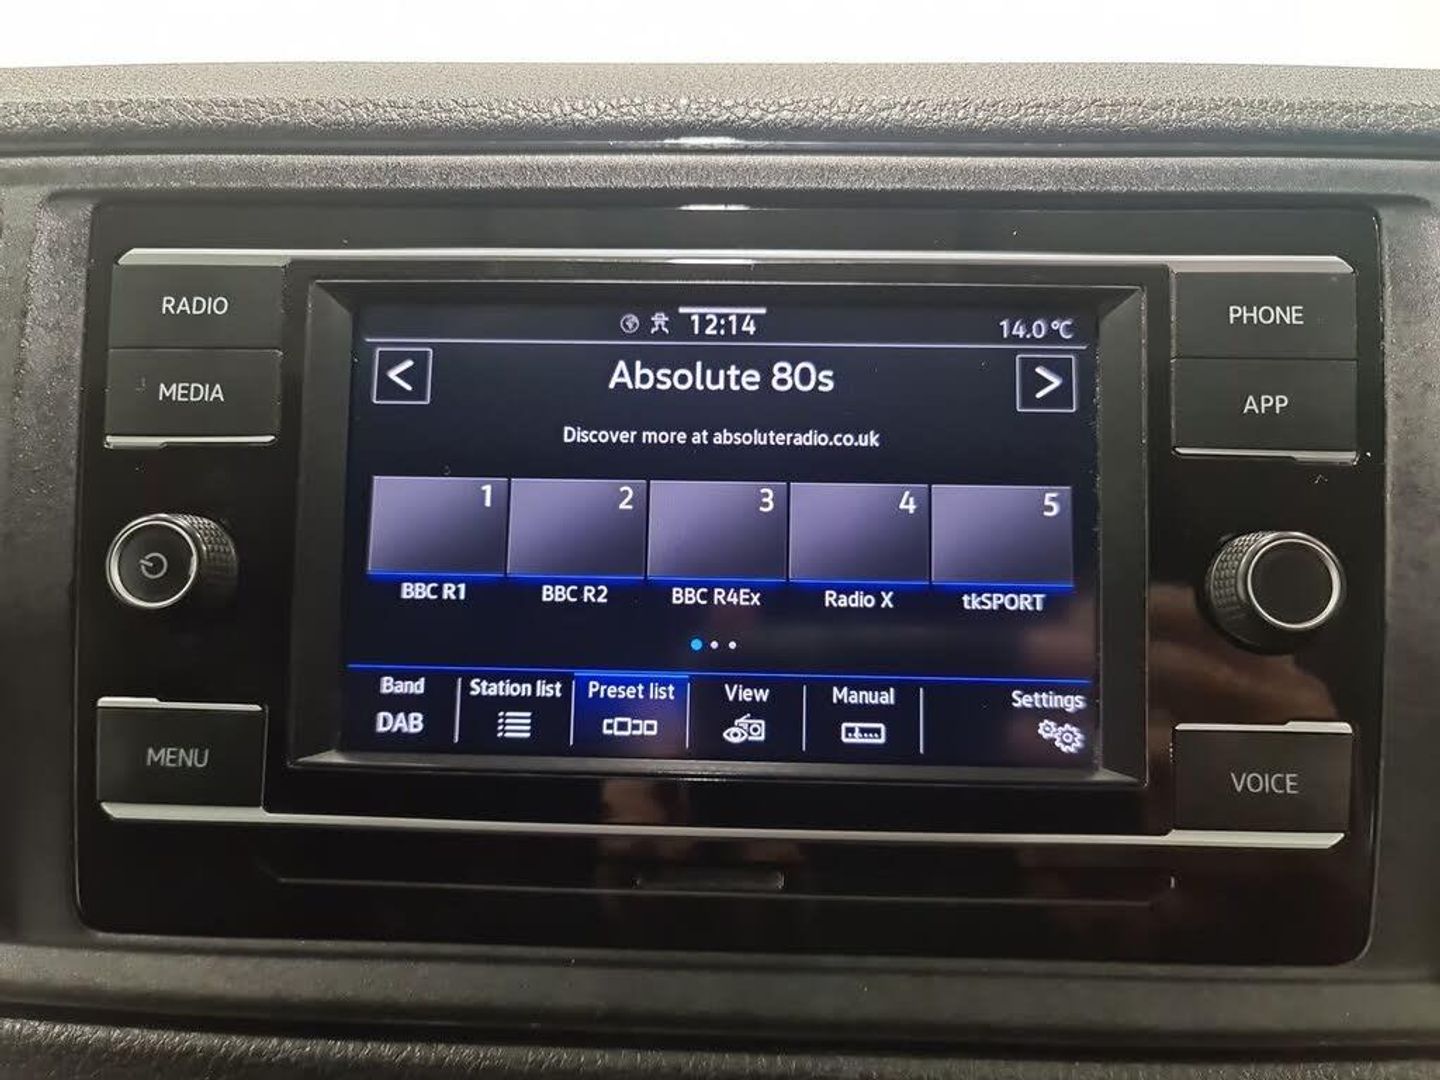 RADIO
MEDIA
MENU
12:14
14.0°C
<
Absolute 80s
>
Discover more at absoluteradio.co.uk
1 2 3 4 5
BBC R1 BBC R2 BBC R4Ex Radio X tkSPORT
Band Station list Preset list View Manual Settings
DAB
PHONE
APP
VOICE